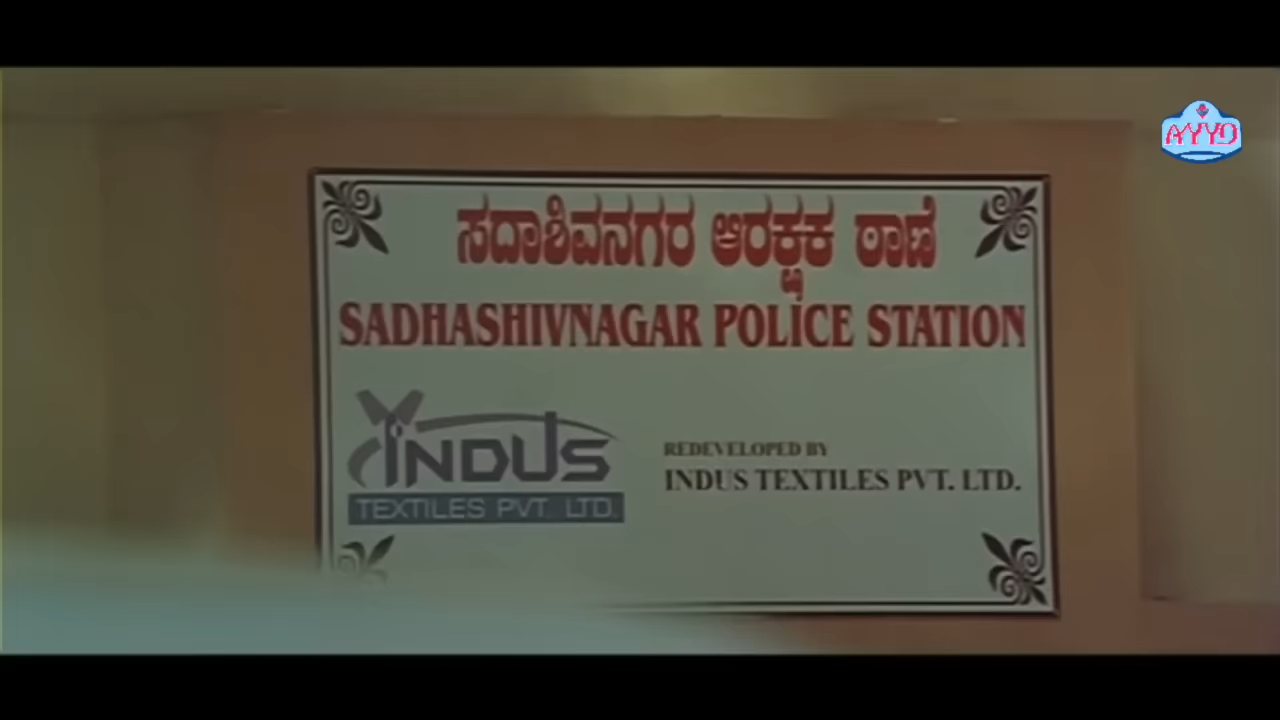 AYYO
ಸದಾಶಿವನಗರ ಆರಕ್ಷಕ ಠಾಣೆ
SADHASHIVNAGAR POLICE STATION
INDUS
TEXTILES PVT. LTD.
REDEVELOPED BY
INDUS TEXTILES PVT. LTD.